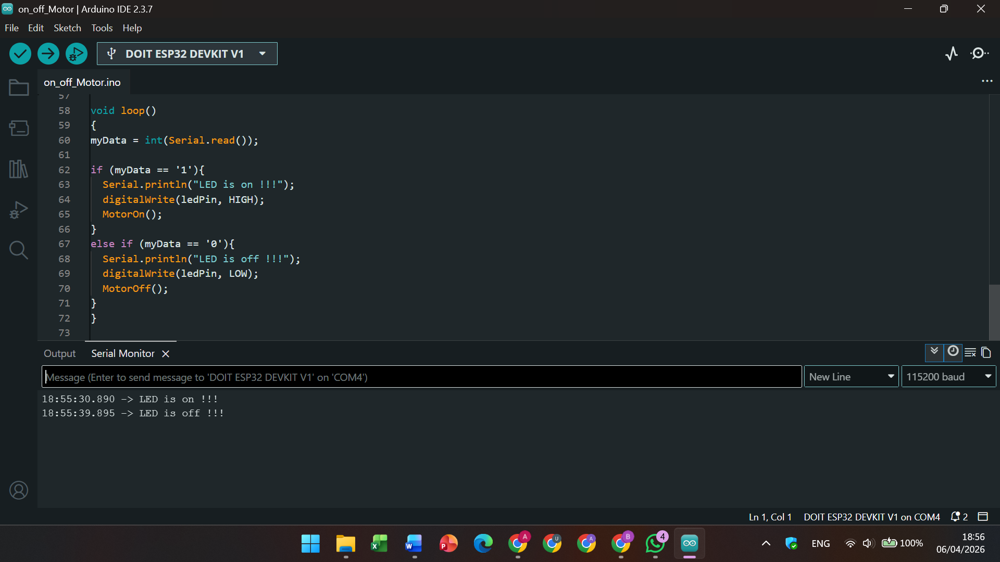 on_off_Motor | Arduino IDE 2.3.7
File Edit Sketch Tools Help
DOIT ESP32 DEVKIT V1
on_off_Motor.ino
57
58 void loop()
59 {
60 myData = int(Serial.read());
61
62 if (myData == '1'){
63 Serial.println("LED is on !!!");
64 digitalWrite(ledPin, HIGH);
65 MotorOn();
66 }
67 else if (myData == '0'){
68 Serial.println("LED is off !!!");
69 digitalWrite(ledPin, LOW);
70 MotorOff();
71 }
72 }
73
Output Serial Monitor
Message (Enter to send message to 'DOIT ESP32 DEVKIT V1' on 'COM4') New Line 115200 baud
18:55:30.890 -> LED is on !!!
18:55:39.895 -> LED is off !!!
Ln 1, Col 1 DOIT ESP32 DEVKIT V1 on COM4 2
X W P A U A B 4
ENG 100% 18:56
06/04/2026